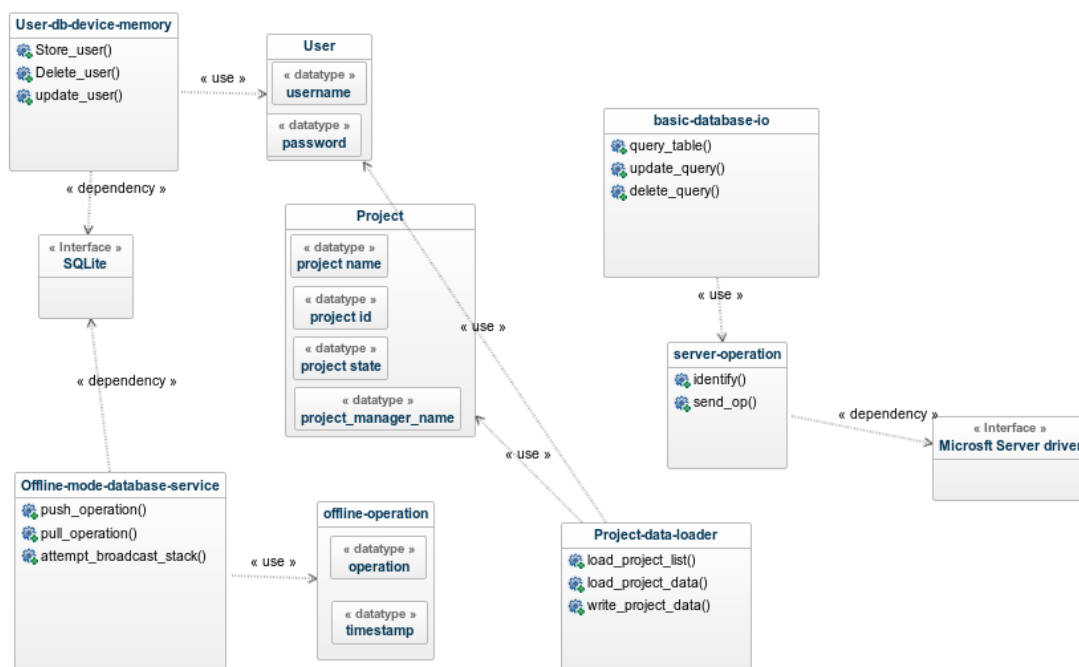 User-db-device-memory
Store_user()
Delete_user()
update_user()
« use »
User
« datatype »
username
« datatype »
password
« dependency »
« Interface »
SQLite
« dependency »
Project
« datatype »
project name
« datatype »
project id
« datatype »
project state
« datatype »
project_manager_name
« use »
« use »
basic-database-io
query_table()
update_query()
delete_query()
« use »
server-operation
identify()
send_op()
« dependency »
« Interface »
Microsft Server driver
Offline-mode-database-service
push_operation()
pull_operation()
attempt_broadcast_stack()
« use »
offline-operation
« datatype »
operation
« datatype »
timestamp
Project-data-loader
load_project_list()
load_project_data()
write_project_data()